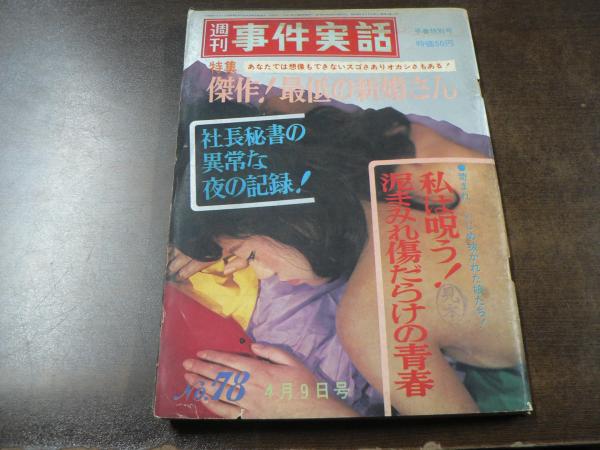 週刊
事件実話
特価50円
特集
あなたでは想像もできないスゴさありオカシさもある!
傑作!最低の新婚さん
社長秘書の
異常な
夜の記録!
私は呪う!
泥まみれ傷だらけの青春
見本
No.78
4月9日号